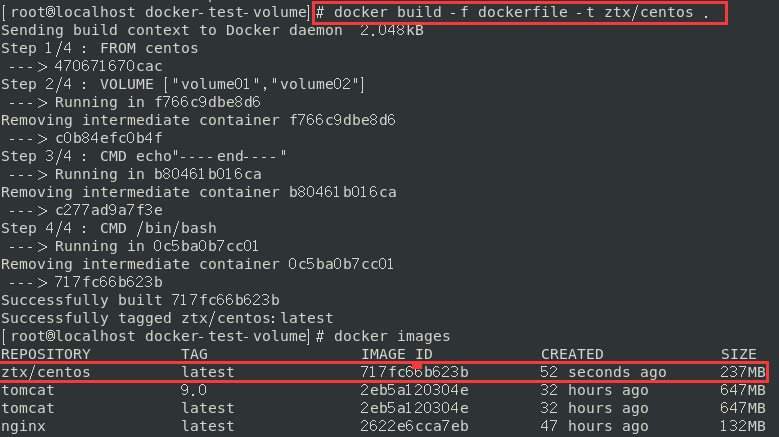 [root@localhost docker-test-volume]# docker build -f dockerfile -t ztx/centos .
Sending build context to Docker daemon  2.048kB
Step 1/4 : FROM centos
 ---> 470671670cac
Step 2/4 : VOLUME ["volume01","volume02"]
 ---> Running in f766c9dbe8d6
Removing intermediate container f766c9dbe8d6
 ---> c0b84efc0b4f
Step 3/4 : CMD echo"----end----"
 ---> Running in b80461b016ca
Removing intermediate container b80461b016ca
 ---> c277ad9a7f3e
Step 4/4 : CMD /bin/bash
 ---> Running in 0c5ba0b7cc01
Removing intermediate container 0c5ba0b7cc01
 ---> 717fc66b623b
Successfully built 717fc66b623b
Successfully tagged ztx/centos:latest
[root@localhost docker-test-volume]# docker images
REPOSITORY TAG IMAGE ID CREATED SIZE
ztx/centos latest 717fc66b623b 52 seconds ago 237MB
tomcat 9.0 2eb5a120304e 32 hours ago 647MB
tomcat latest 2eb5a120304e 32 hours ago 647MB
nginx latest 2622e6cca7eb 47 hours ago 132MB